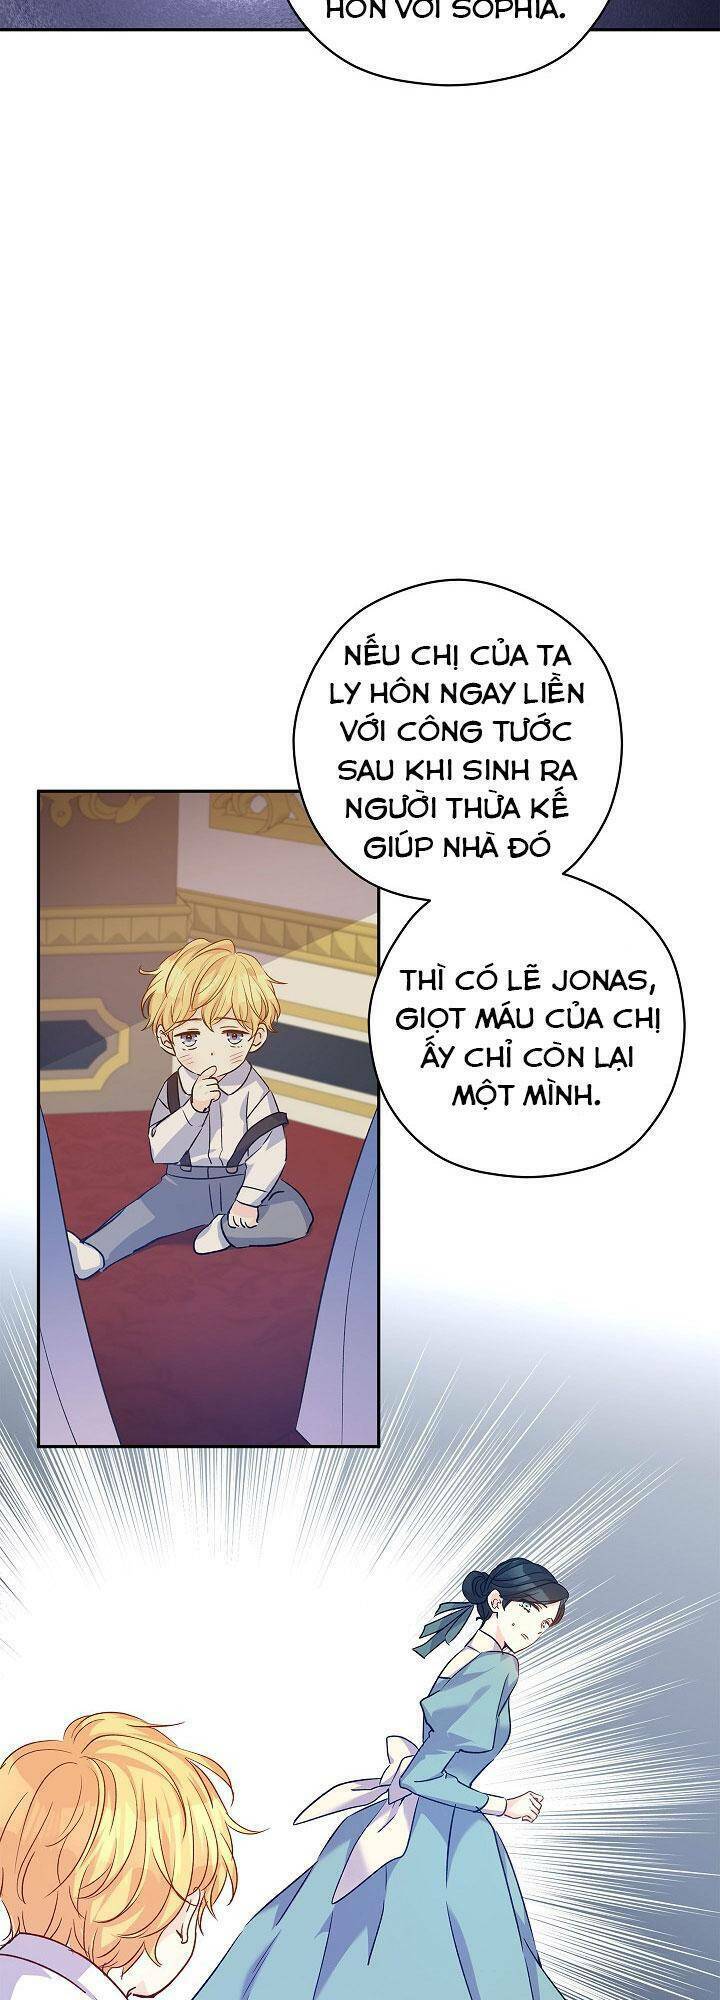 HÔN VỚI SOPHIA.
NẾU CHỊ CỦA TA
LY HÔN NGAY LIỀN
VỚI CÔNG TƯỚC
SAU KHI SINH RA
NGƯỜI THỪA KẾ
GIÚP NHÀ ĐÓ
THÌ CÓ LẼ JONAS,
GIỌT MÁU CỦA CHỊ
ẤY CHỈ CÒN LẠI
MỘT MÌNH.